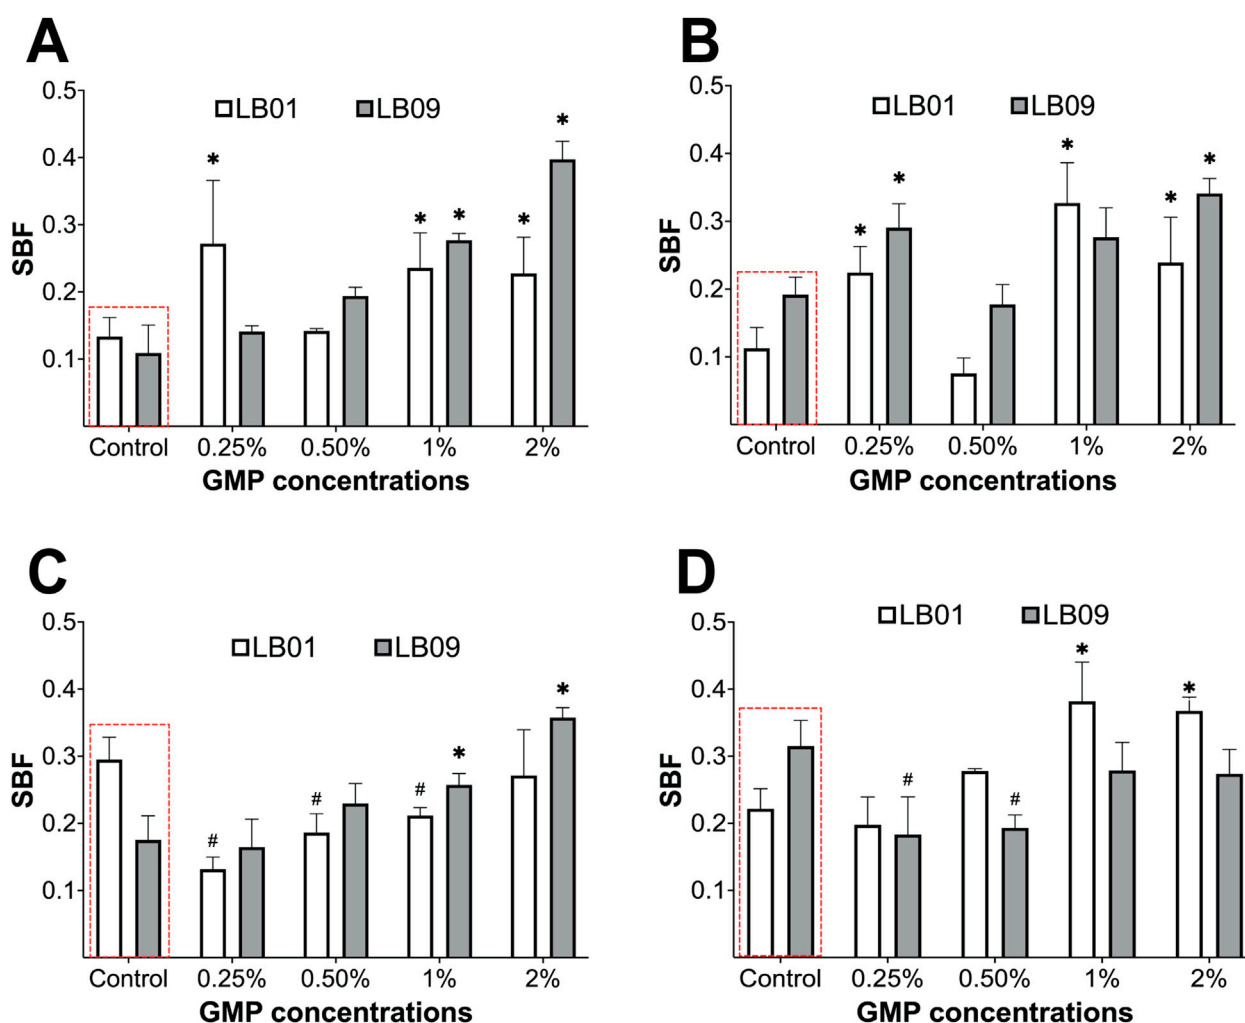 A
LB01 LB09
0.5
0.4
0.3
0.2
0.1
SBF
* * * * * *
Control 0.25% 0.50% 1% 2%
GMP concentrations
B
LB01 LB09
0.5
0.4
0.3
0.2
0.1
SBF
* * * * *
Control 0.25% 0.50% 1% 2%
GMP concentrations
C
LB01 LB09
0.5
0.4
0.3
0.2
0.1
SBF
# # # * *
Control 0.25% 0.50% 1% 2%
GMP concentrations
D
LB01 LB09
0.5
0.4
0.3
0.2
0.1
SBF
# # * *
Control 0.25% 0.50% 1% 2%
GMP concentrations